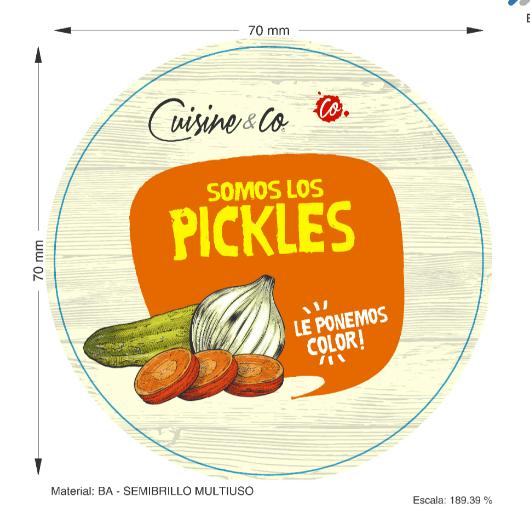 70 mm
70 mm
Cuisine & Co
Co
SOMOS LOS
PICKLES
LE PONEMOS
COLOR!
Material: BA - SEMIBRILLO MULTIUSO
Escala: 189.39 %